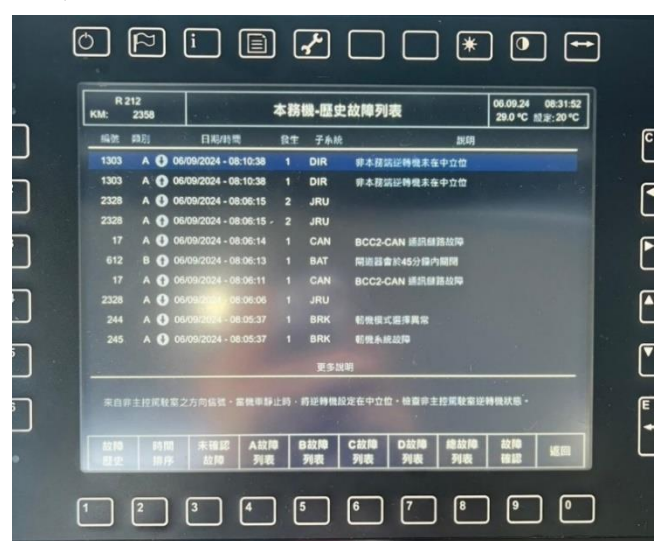 i
R 212
KM: 2358
本務機-歷史故障列表
06.09.24 08:31:52
29.0 ℃ 設定:20 ℃
編號 類別 日期/時間 發生 子系統 說明
1303 A 06/09/2024 - 08:10:38 1 DIR 非本務端逆轉機未在中立位
1303 A 06/09/2024 - 08:10:38 1 DIR 非本務端逆轉機未在中立位
2328 A 06/09/2024 - 08:06:15 2 JRU
2328 A 06/09/2024 - 08:06:15 2 JRU
17 A 06/09/2024 - 08:06:14 1 CAN BCC2-CAN 通訊鏈路故障
612 B 06/09/2024 - 08:06:13 1 BAT 開道器會於45分鐘內關閉
17 A 06/09/2024 - 08:06:11 1 CAN BCC2-CAN 通訊鏈路故障
2328 A 06/09/2024 - 08:06:06 1 JRU
244 A 06/09/2024 - 08:05:37 1 BRK 軔機模式選擇異常
245 A 06/09/2024 - 08:05:37 1 BRK 軔機系統故障
更多說明
來自非主控駕駛室之方向信號。當機車靜止時,將逆轉機設定在中立位,檢查非主控駕駛室逆轉機狀態。
故障歷史 時間排序 未確認故障 A故障列表 B故障列表 C故障列表 D故障列表 總故障列表 故障確認 返回
1 2 3 4 5 6 7 8 9 0
C
E